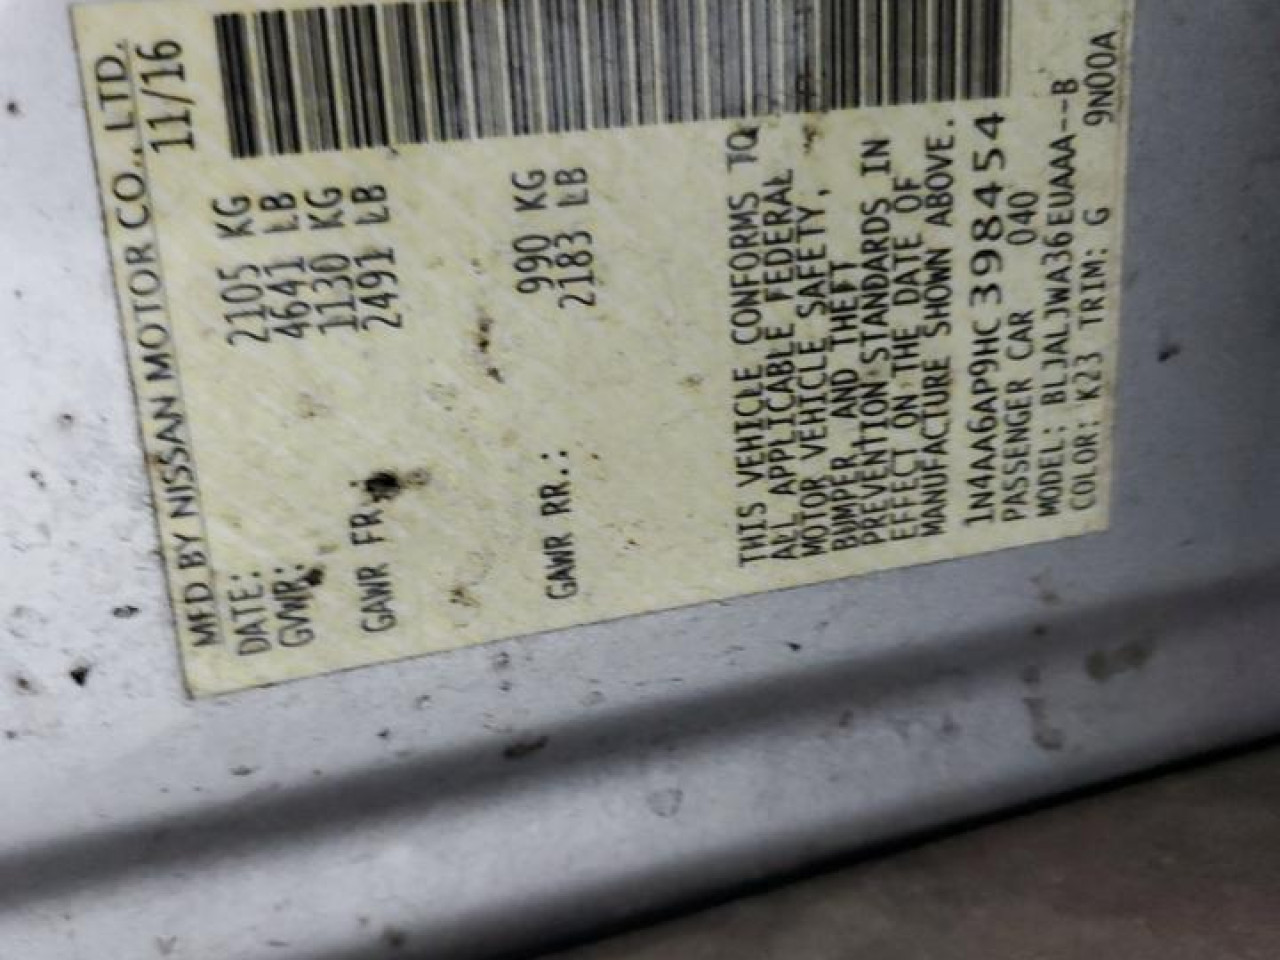 MFD BY NISSAN MOTOR CO., LTD.
DATE: 11/16
GVWR: 2105 KG
4641 LB
GAWR FR.: 1130 KG
2491 LB
GAWR RR.: 990 KG
2183 LB
THIS VEHICLE CONFORMS TO
ALL APPLICABLE FEDERAL
MOTOR VEHICLE SAFETY,
BUMPER AND THEFT
PREVENTION STANDARDS IN
EFFECT ON THE DATE OF
MANUFACTURE SHOWN ABOVE.
1N4AA6AP9HC398454
PASSENGER CAR 040
MODEL: BLJALJWA36EUAAA--B
COLOR: K23 TRIM: G 9N00A